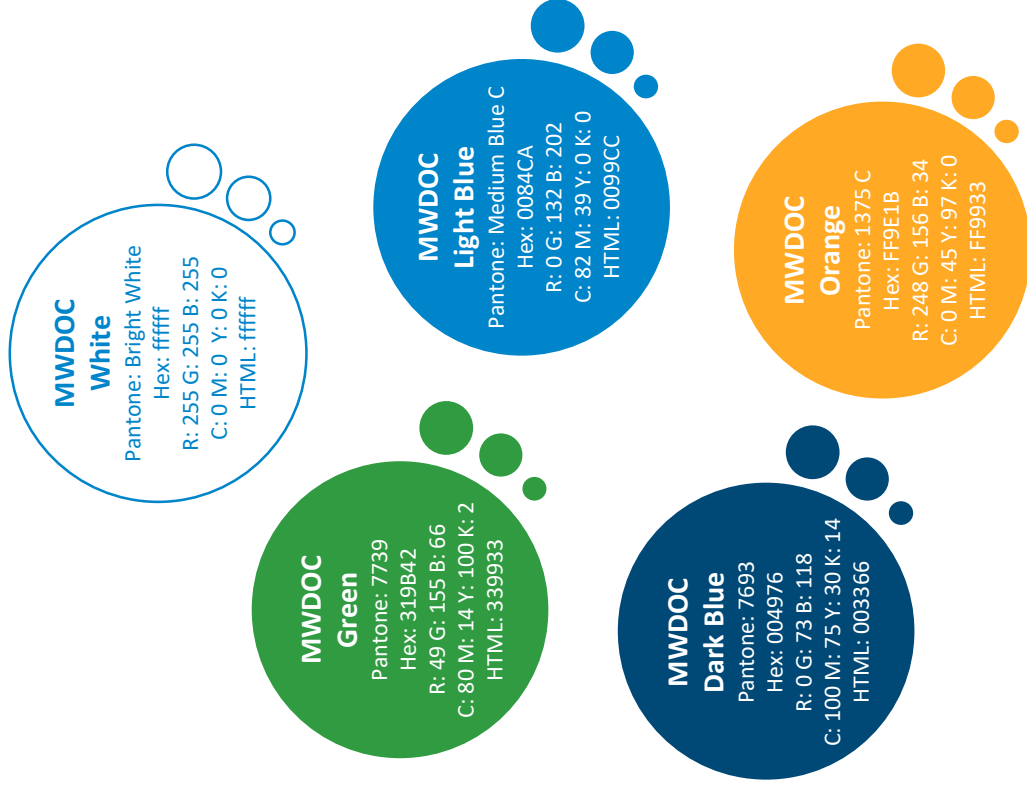 MWDOC
Green
Pantone: 7739
Hex: 319B42
R: 49 G: 155 B: 66
C: 80 M: 14 Y: 100 K: 2
HTML: 339933
MWDOC
White
Pantone: Bright White
Hex: ffffff
R: 255 G: 255 B: 255
C: 0 M: 0 Y: 0 K: 0
HTML: ffffff
MWDOC
Dark Blue
Pantone: 7693
Hex: 004976
R: 0 G: 73 B: 118
C: 100 M: 75 Y: 30 K: 14
HTML: 003366
MWDOC
Light Blue
Pantone: Medium Blue C
Hex: 0084CA
R: 0 G: 132 B: 202
C: 82 M: 39 Y: 0 K: 0
HTML: 0099CC
MWDOC
Orange
Pantone: 1375 C
Hex: FF9E1B
R: 248 G: 156 B: 34
C: 0 M: 45 Y: 97 K: 0
HTML: FF9933